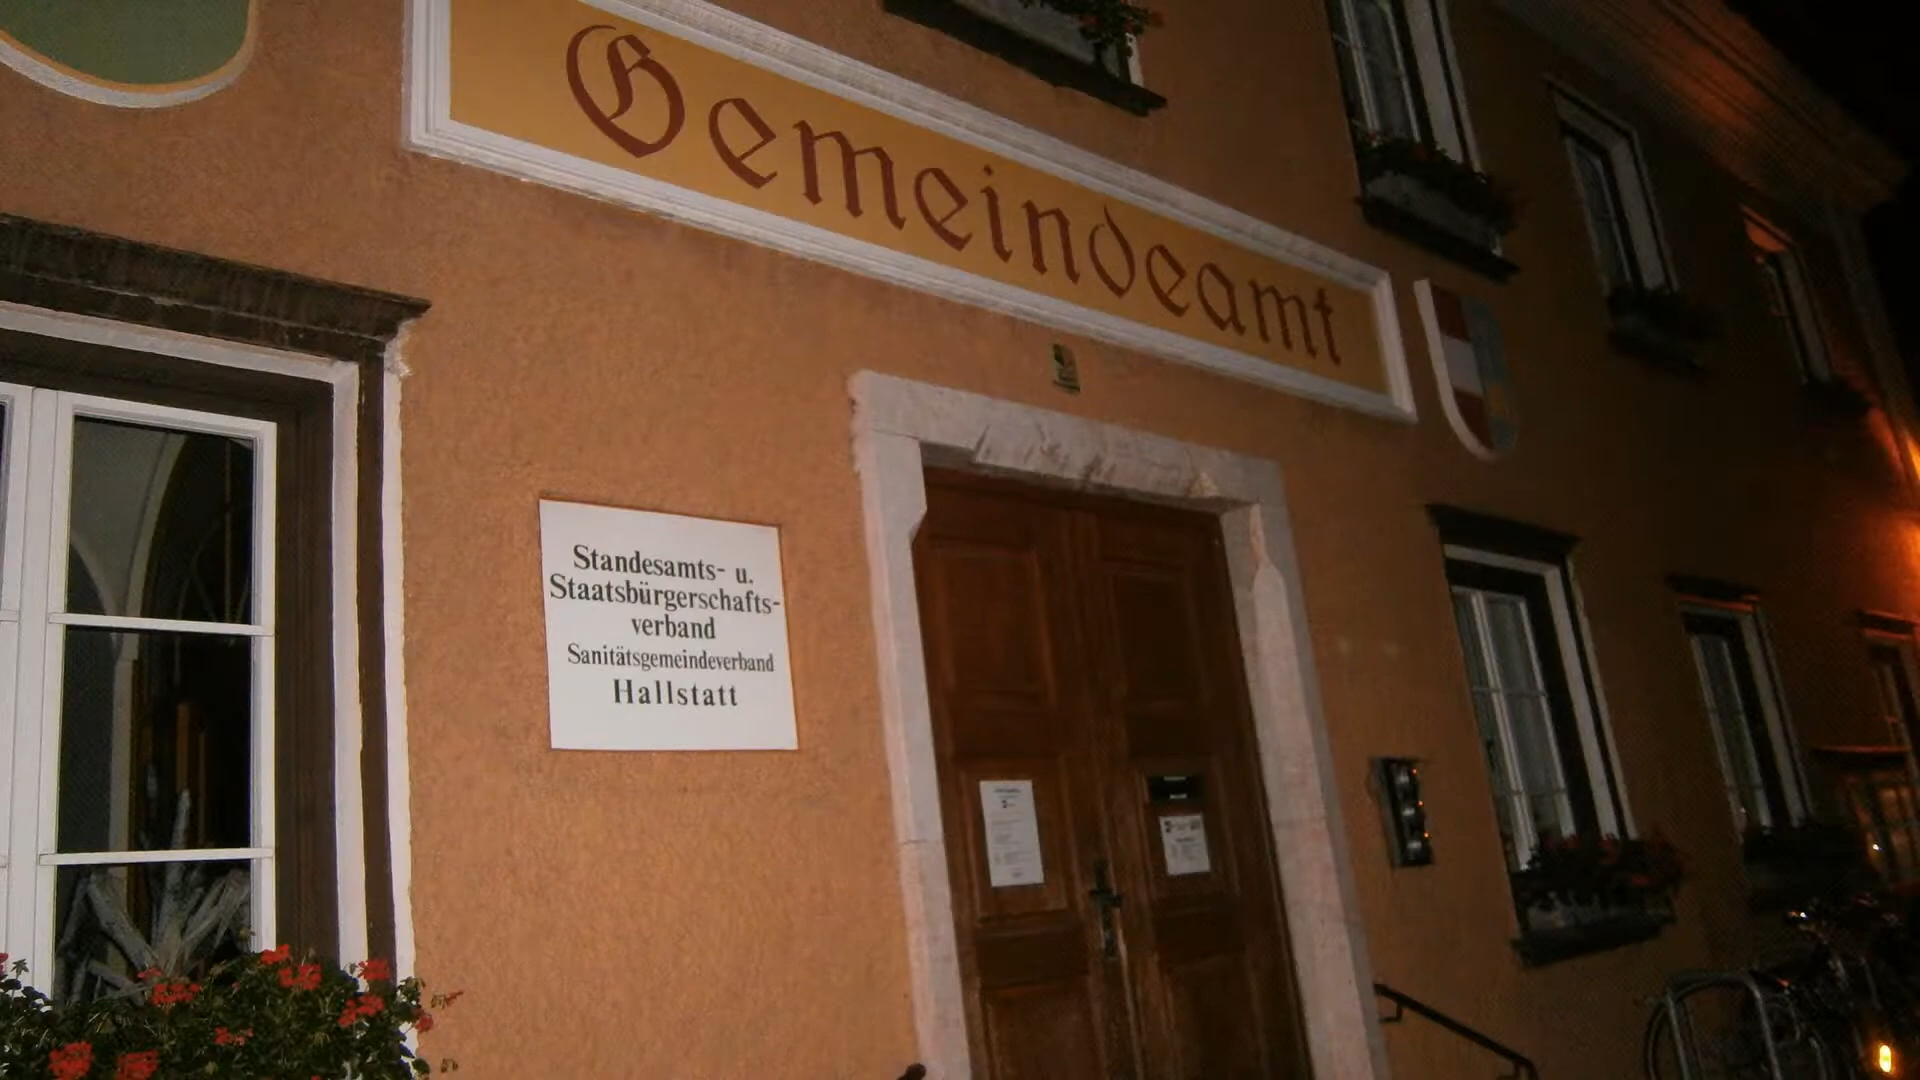 Gemeindeamt
Standesamts- u.
Staatsbürgerschafts-
verband
Sanitätsgemeindeverband
Hallstatt